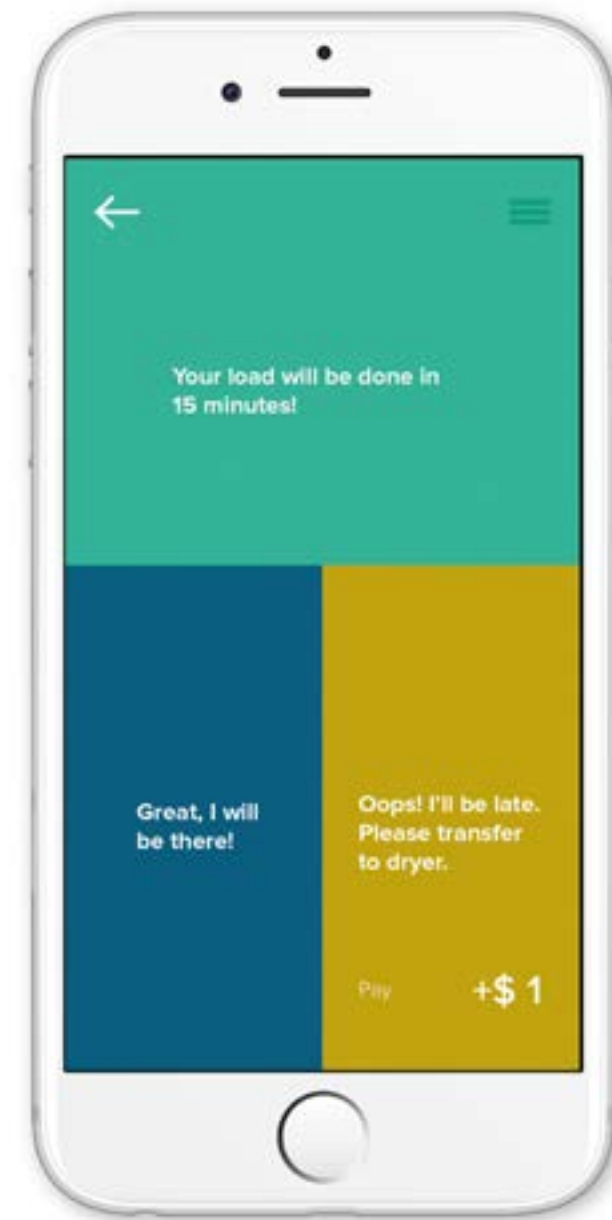 Your load will be done in
15 minutes!
Great, I will
be there!
Oops! I'll be late.
Please transfer
to dryer.
Pay +$ 1